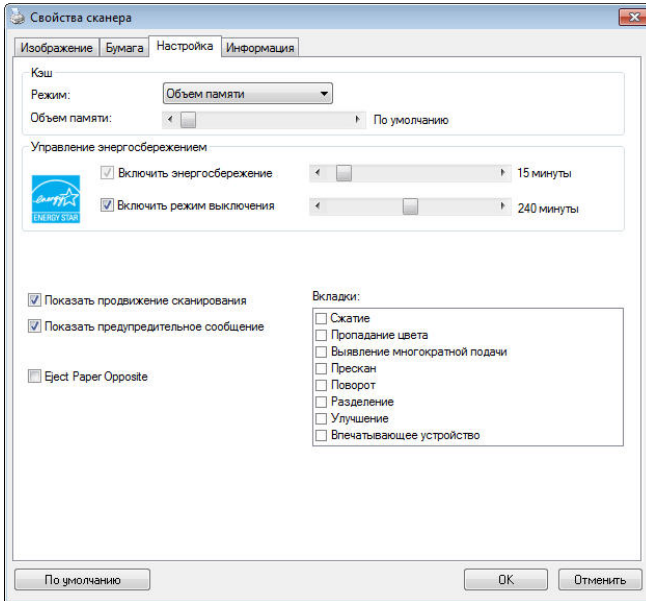 Свойства сканера
Изображение Бумага Настройка Информация
Кэш
Режим: Объем памяти
Объем памяти: По умолчанию
Управление энергосбережением
Включить энергосбережение 15 минуты
Включить режим выключения 240 минуты
energy
ENERGY STAR
Показать продвижение сканирования
Показать предупредительное сообщение
Eject Paper Opposite
Вкладки:
Сжатие
Пропадание цвета
Выявление многократной подачи
Прескан
Поворот
Разделение
Улучшение
Впечатывающее устройство
По умолчанию OK Отменить